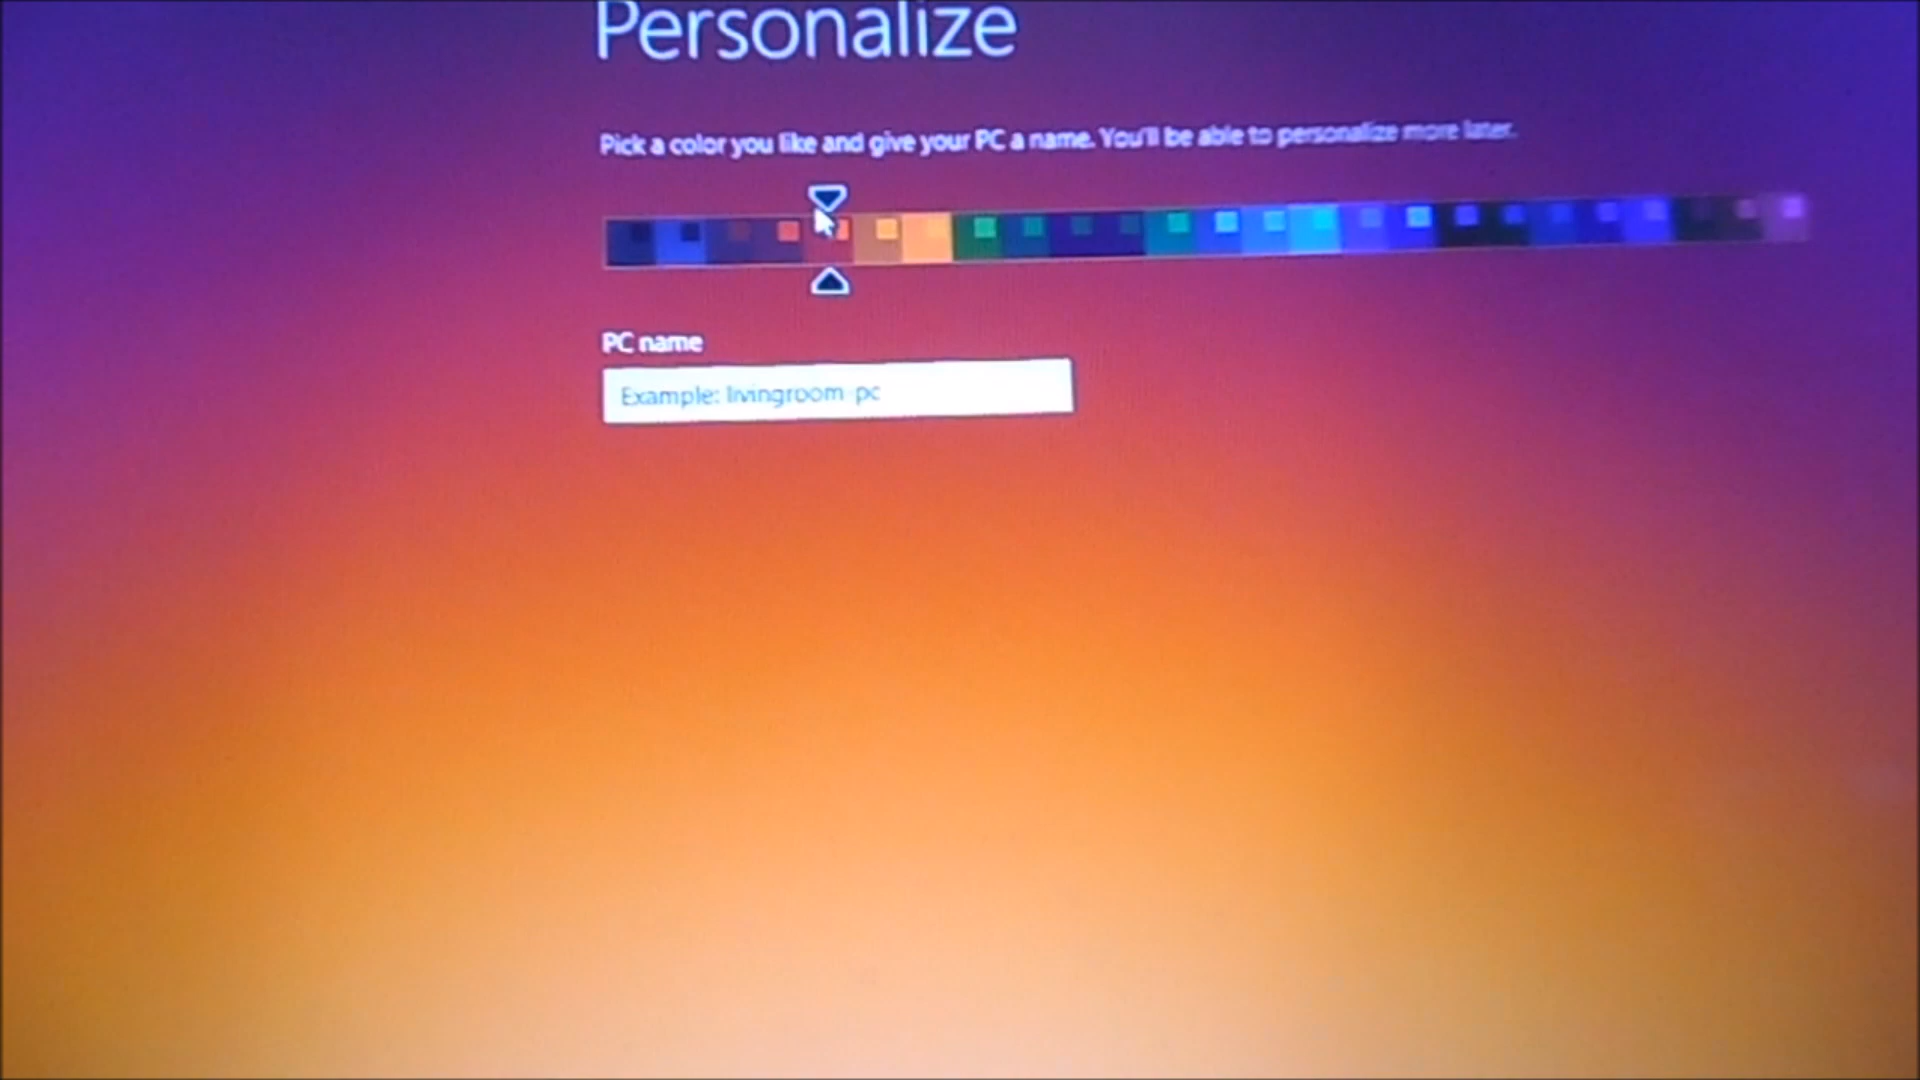 Personalize
Pick a color you like and give your PC a name. You'll be able to personalize more later.
PC name
Example: livingroom-pc